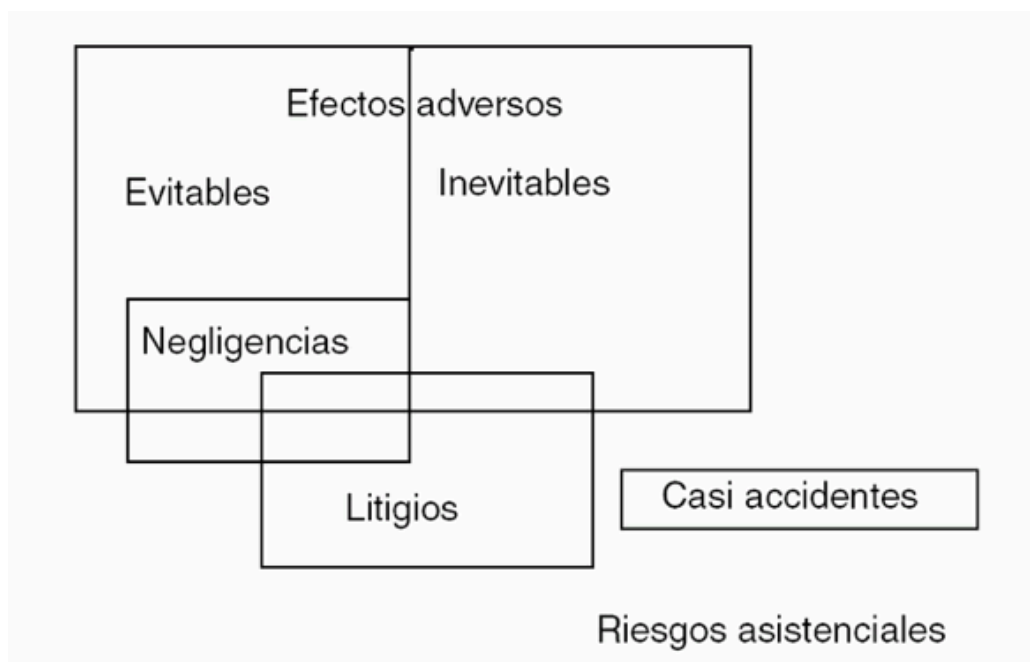 Efectos adversos
Evitables
Inevitables
Negligencias
Litigios
Casi accidentes
Riesgos asistenciales